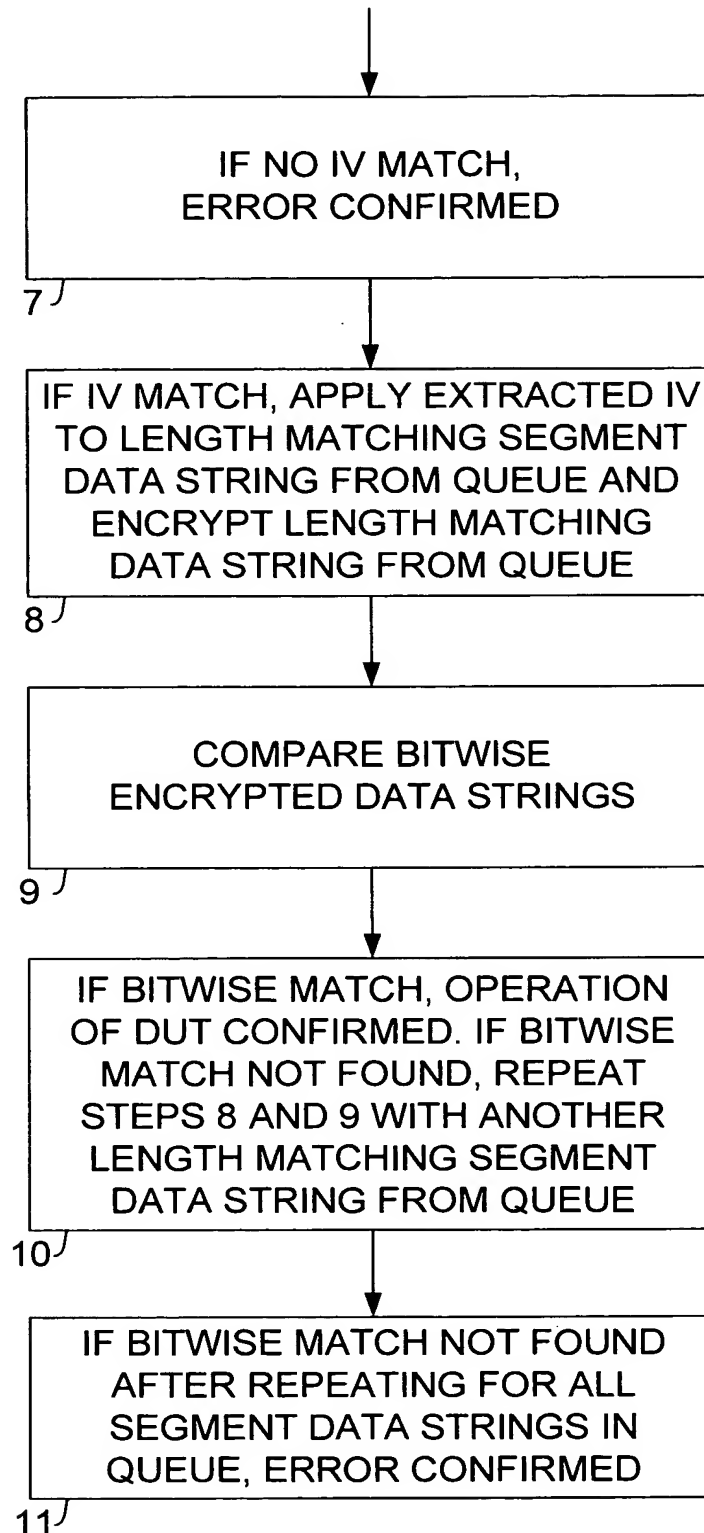 IF NO IV MATCH,
ERROR CONFIRMED
7
IF IV MATCH, APPLY EXTRACTED IV
TO LENGTH MATCHING SEGMENT
DATA STRING FROM QUEUE AND
ENCRYPT LENGTH MATCHING
DATA STRING FROM QUEUE
8
COMPARE BITWISE
ENCRYPTED DATA STRINGS
9
IF BITWISE MATCH, OPERATION
OF DUT CONFIRMED. IF BITWISE
MATCH NOT FOUND, REPEAT
STEPS 8 AND 9 WITH ANOTHER
LENGTH MATCHING SEGMENT
DATA STRING FROM QUEUE
10
IF BITWISE MATCH NOT FOUND
AFTER REPEATING FOR ALL
SEGMENT DATA STRINGS IN
QUEUE, ERROR CONFIRMED
11